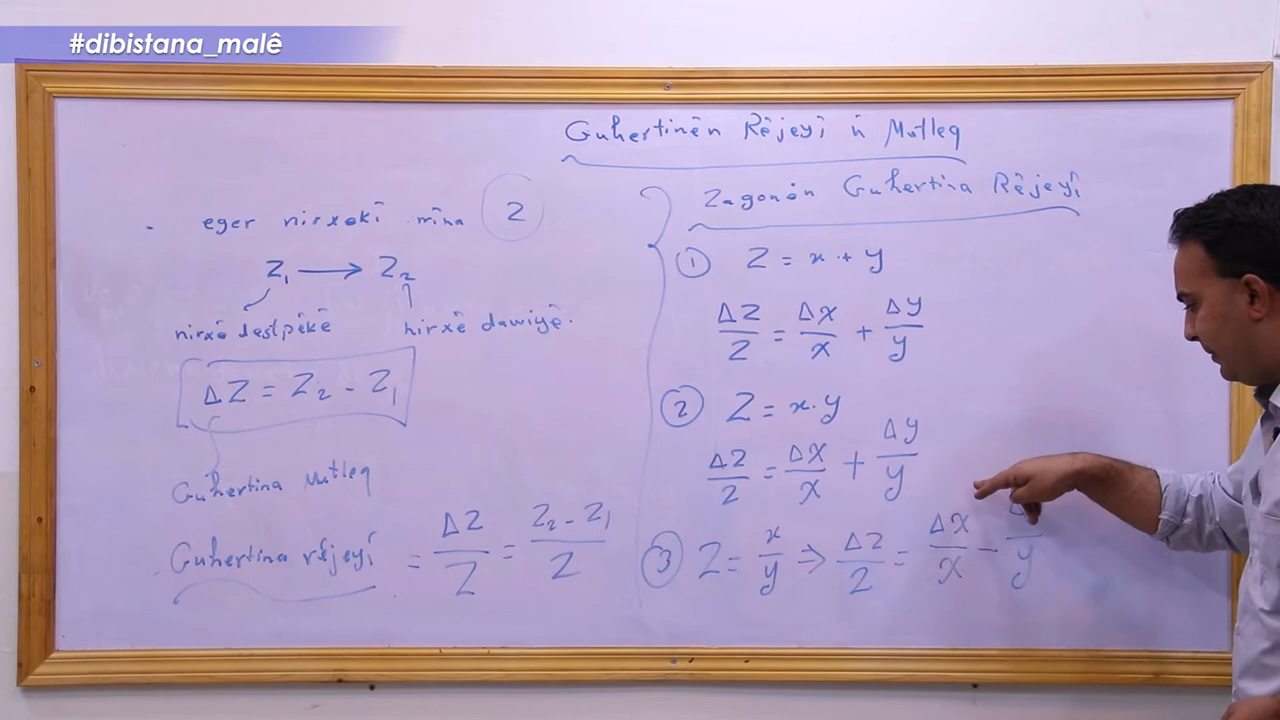 #dibistana_malê
Guhertinên Rêjeyî û Mutleq
eger nirxekî mîna Z
Z₁ → Z₂
nirxê destpêkê nirxê dawiyê.
ΔZ = Z₂ - Z₁
Guhertina Mutleq
Guhertina rêjeyî = ΔZ/Z = (Z₂ - Z₁)/Z
Zagonên Guhertina Rêjeyî
① Z = x + y
ΔZ/Z = Δx/x + Δy/y
② Z = x.y
ΔZ/Z = Δx/x + Δy/y
③ Z = x/y ⇒ ΔZ/Z = Δx/x - Δ/y